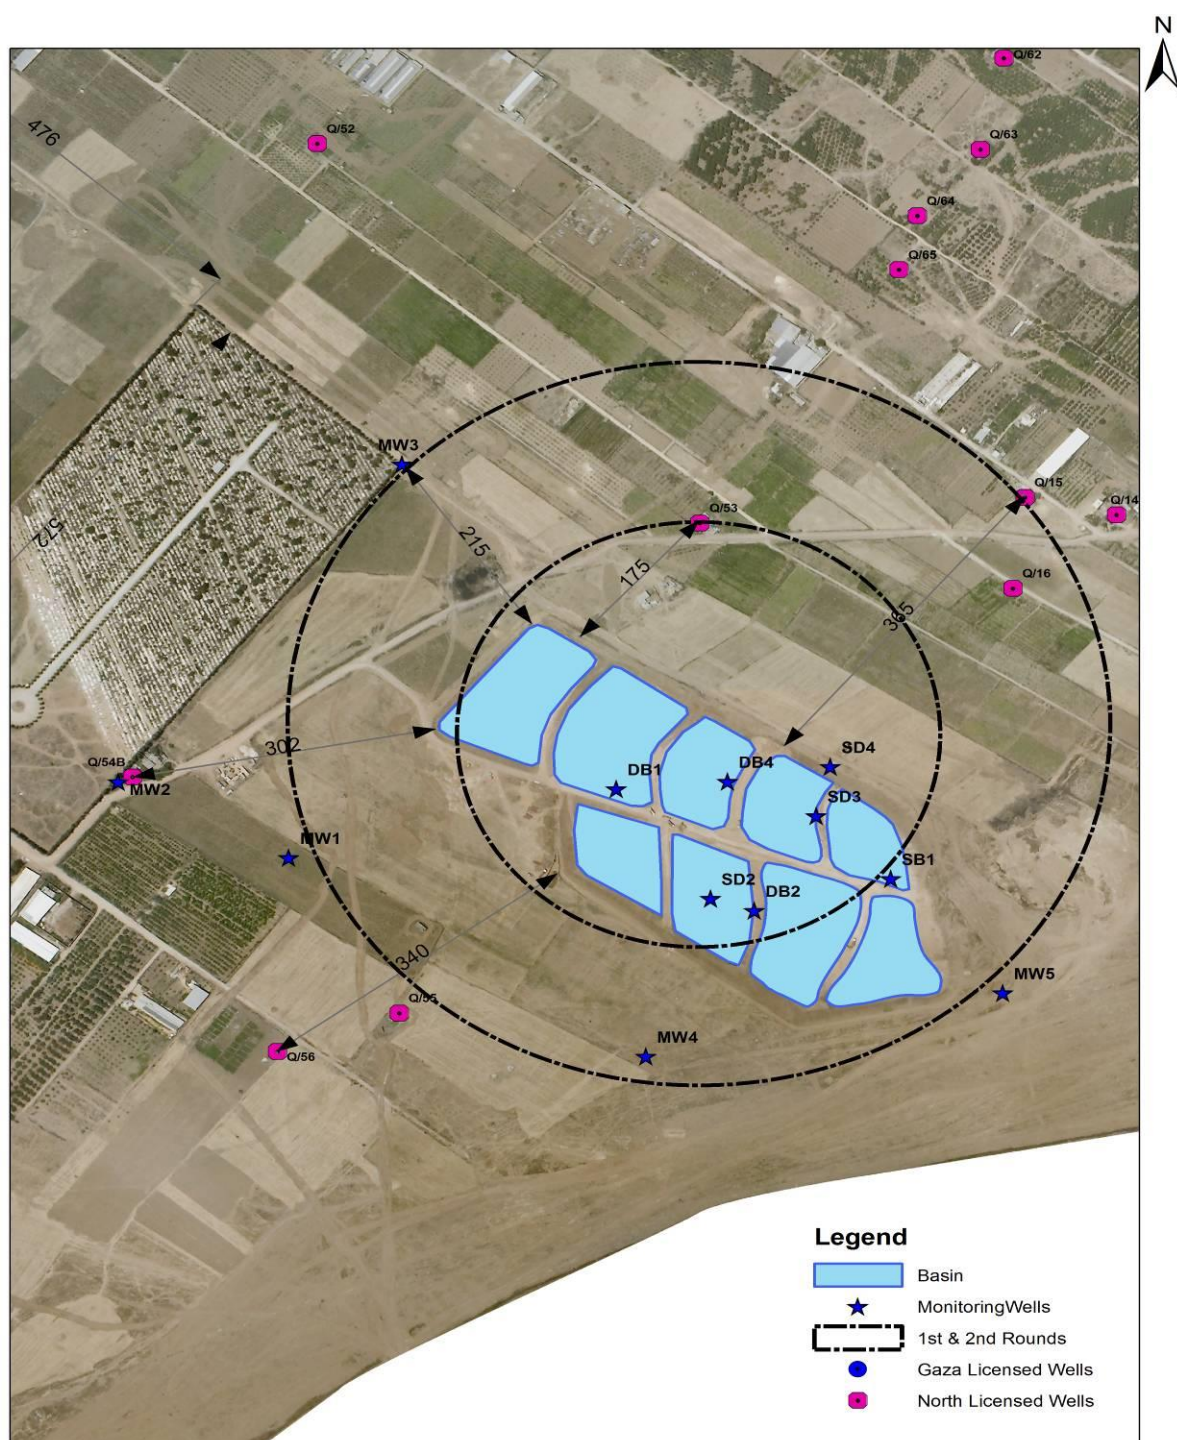 N
Q/62
476
Q/52
Q/63
Q/64
Q/65
MW3
Q/15
Q/14
572
215
Q/53
175
Q/16
365
302
Q/54B
MW2
DB1
DB4
SD4
SD3
MW1
SB1
SD2
DB2
340
Q/55
MW5
Q/56
MW4
Legend
Basin
MonitoringWells
1st & 2nd Rounds
Gaza Licensed Wells
North Licensed Wells